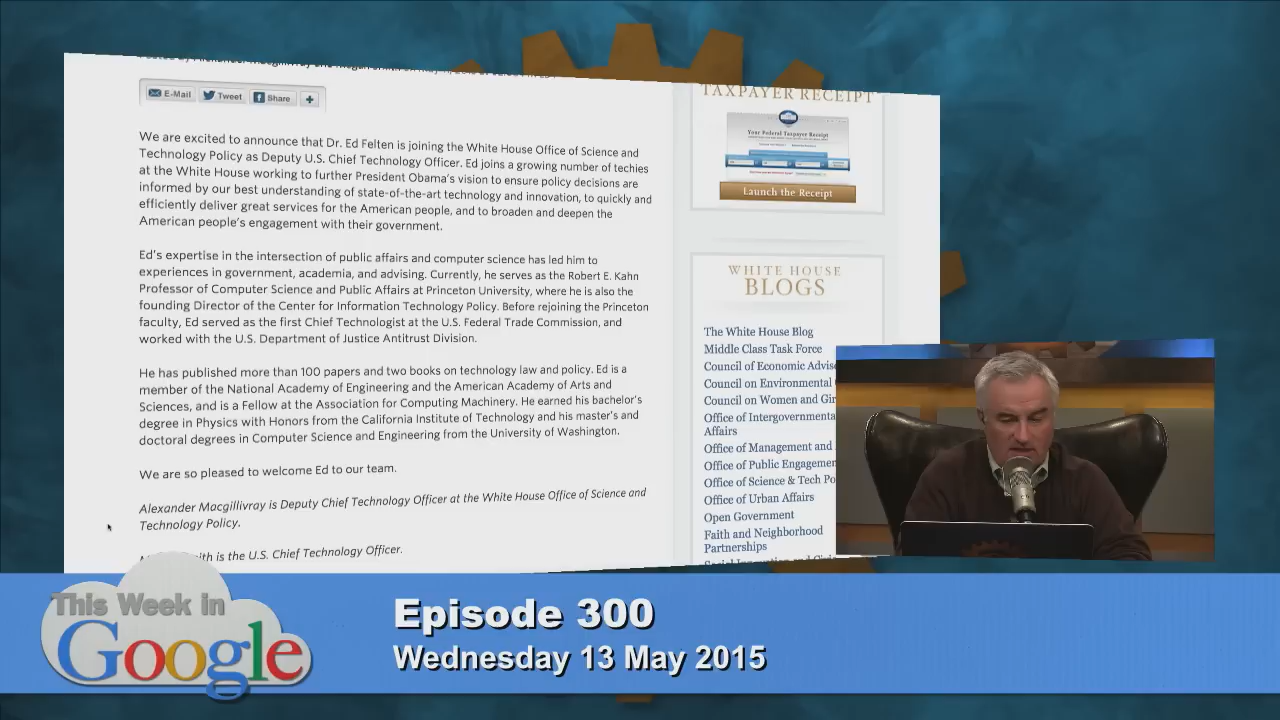 E-Mail Tweet Share +
We are excited to announce that Dr. Ed Felten is joining the White House Office of Science and
Technology Policy as Deputy U.S. Chief Technology Officer. Ed joins a growing number of techies
at the White House working to further President Obama's vision to ensure policy decisions are
informed by our best understanding of state-of-the-art technology and innovation, to quickly and
efficiently deliver great services for the American people, and to broaden and deepen the
American people's engagement with their government.
Ed's expertise in the intersection of public affairs and computer science has led him to
experiences in government, academia, and advising. Currently, he serves as the Robert E. Kahn
Professor of Computer Science and Public Affairs at Princeton University, where he is also the
founding Director of the Center for Information Technology Policy. Before rejoining the Princeton
faculty, Ed served as the first Chief Technologist at the U.S. Federal Trade Commission, and
worked with the U.S. Department of Justice Antitrust Division.
He has published more than 100 papers and two books on technology law and policy. Ed is a
member of the National Academy of Engineering and the American Academy of Arts and
Sciences, and is a Fellow at the Association for Computing Machinery. He earned his bachelor's
degree in Physics with Honors from the California Institute of Technology and his master's and
doctoral degrees in Computer Science and Engineering from the University of Washington.
We are so pleased to welcome Ed to our team.
Alexander Macgillivray is Deputy Chief Technology Officer at the White House Office of Science and
Technology Policy.
is the U.S. Chief Technology Officer.
TAXPAYER RECEIPT
Your Federal Taxpayer Receipt
Launch the Receipt
WHITE HOUSE
BLOGS
The White House Blog
Middle Class Task Force
Council of Economic Advise
Council on Environmental
Council on Women and Gir
Office of Intergovernmenta
Affairs
Office of Management and
Office of Public Engagemen
Office of Science & Tech Po
Office of Urban Affairs
Open Government
Faith and Neighborhood
Partnerships
This Week in
Google
Episode 300
Wednesday 13 May 2015